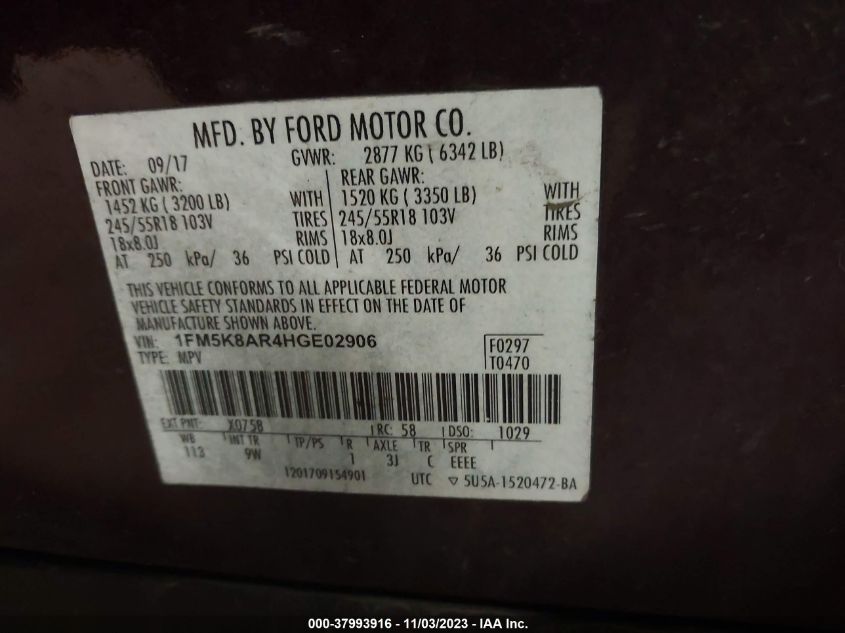 MFD. BY FORD MOTOR CO.
DATE: 09/17 GVWR: 2877 KG ( 6342 LB)
FRONT GAWR: REAR GAWR:
1452 KG ( 3200 LB) WITH 1520 KG ( 3350 LB) WITH
245/55R18 103V TIRES 245/55R18 103V TIRES
18x8.0J RIMS 18x8.0J RIMS
AT 250 kPa/ 36 PSI COLD AT 250 kPa/ 36 PSI COLD
THIS VEHICLE CONFORMS TO ALL APPLICABLE FEDERAL MOTOR
VEHICLE SAFETY STANDARDS IN EFFECT ON THE DATE OF
MANUFACTURE SHOWN ABOVE.
VIN: 1FM5K8AR4HGE02906 F0297
TYPE: MPV T0470
EXT PNT: X0758 RC: 58 DSO: 1029
WB INT TR TP/PS R AXLE TR SPR
113 9W 1 3J C EEEE
1201709154901 UTC ▽ 5U5A-1520472-BA
000-37993916 - 11/03/2023 - IAA Inc.